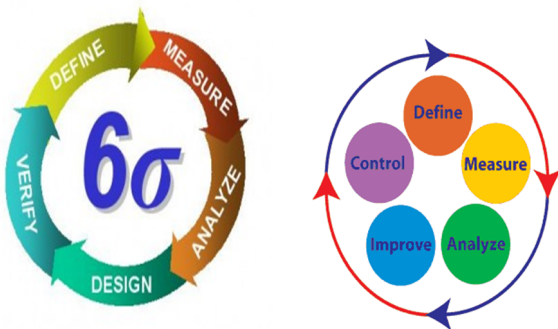 DEFINE
MEASURE
ANALYZE
DESIGN
VERIFY
6σ
Define
Measure
Analyze
Improve
Control